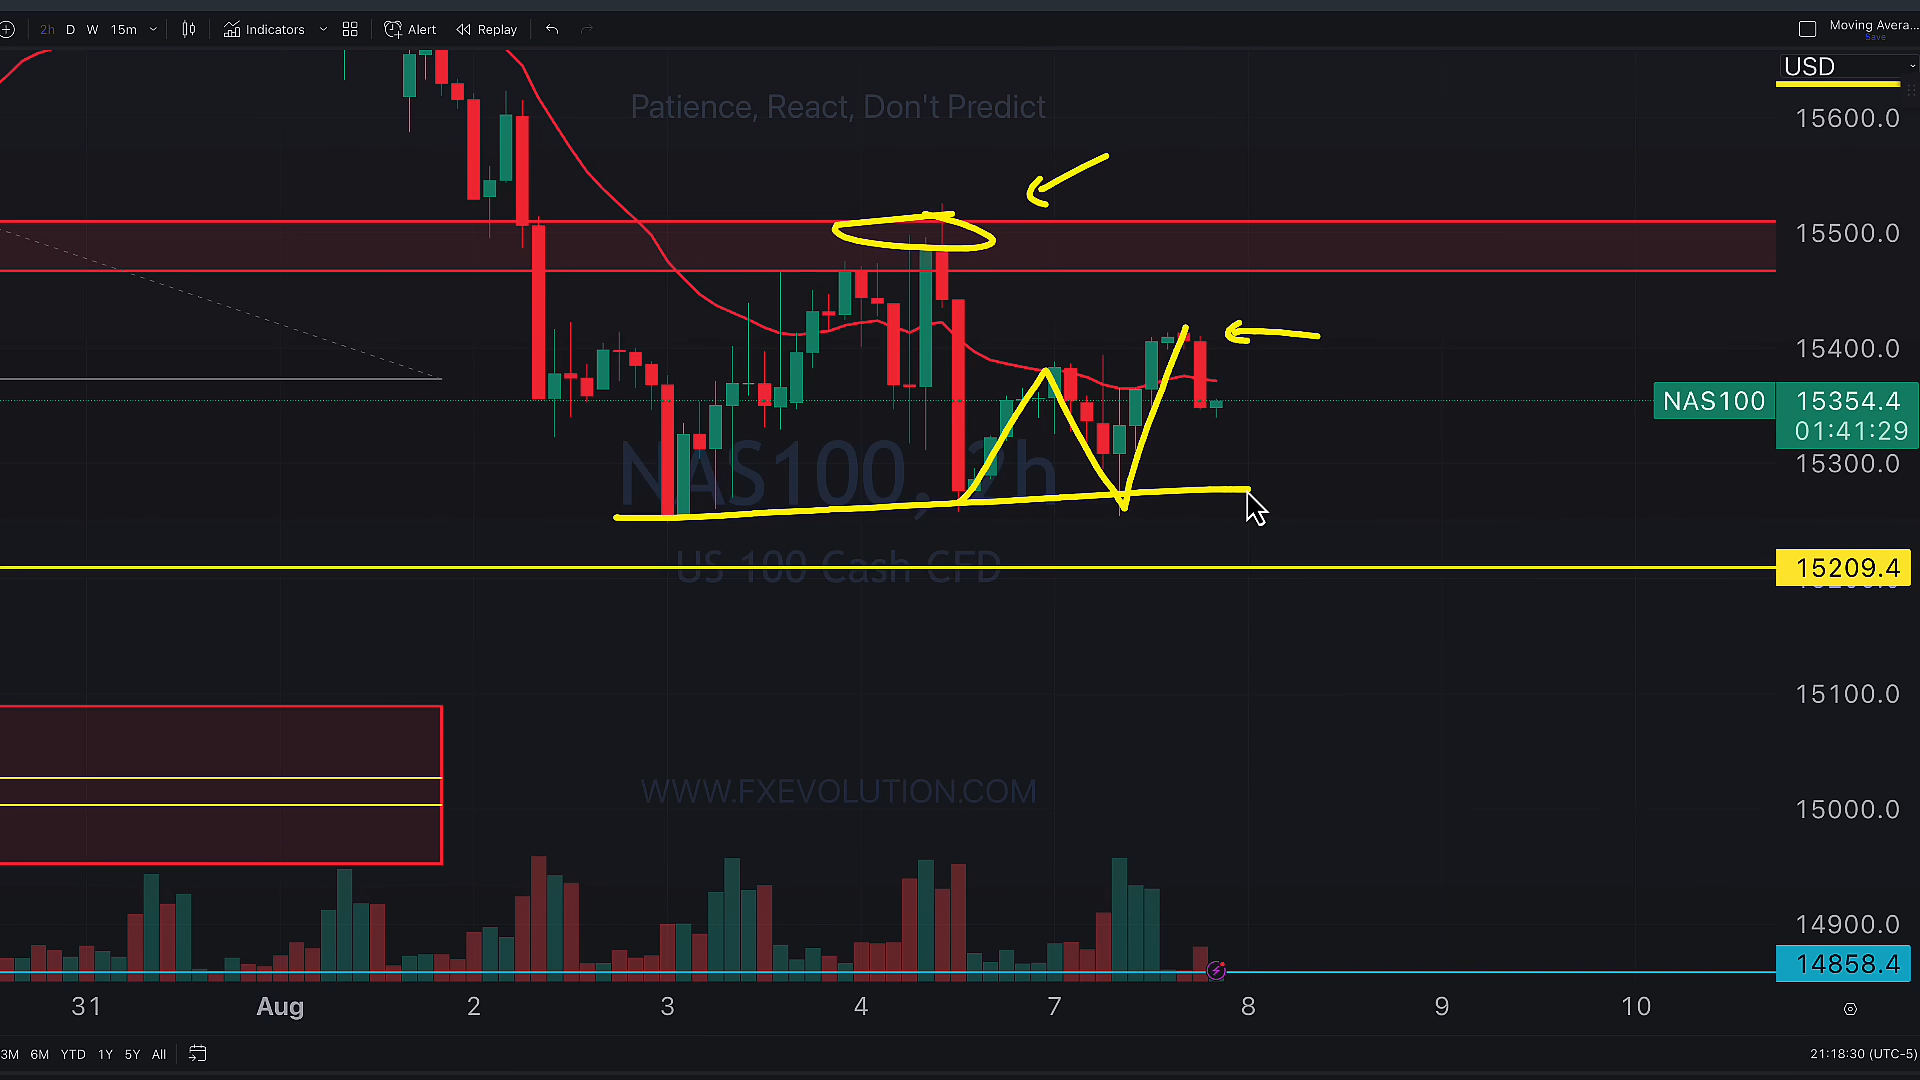 2h D W 15m Indicators Alert Replay Moving Avera...
Save
USD
Patience, React, Don't Predict
15600.0
15500.0
15400.0
NAS100 15354.4
01:41:29
15300.0
NAS100, 2h
US 100 Cash CFD
15209.4
15100.0
WWW.FXEVOLUTION.COM
15000.0
14900.0
14858.4
31 Aug 2 3 4 7 8 9 10
3M 6M YTD 1Y 5Y All 21:18:30 (UTC-5)